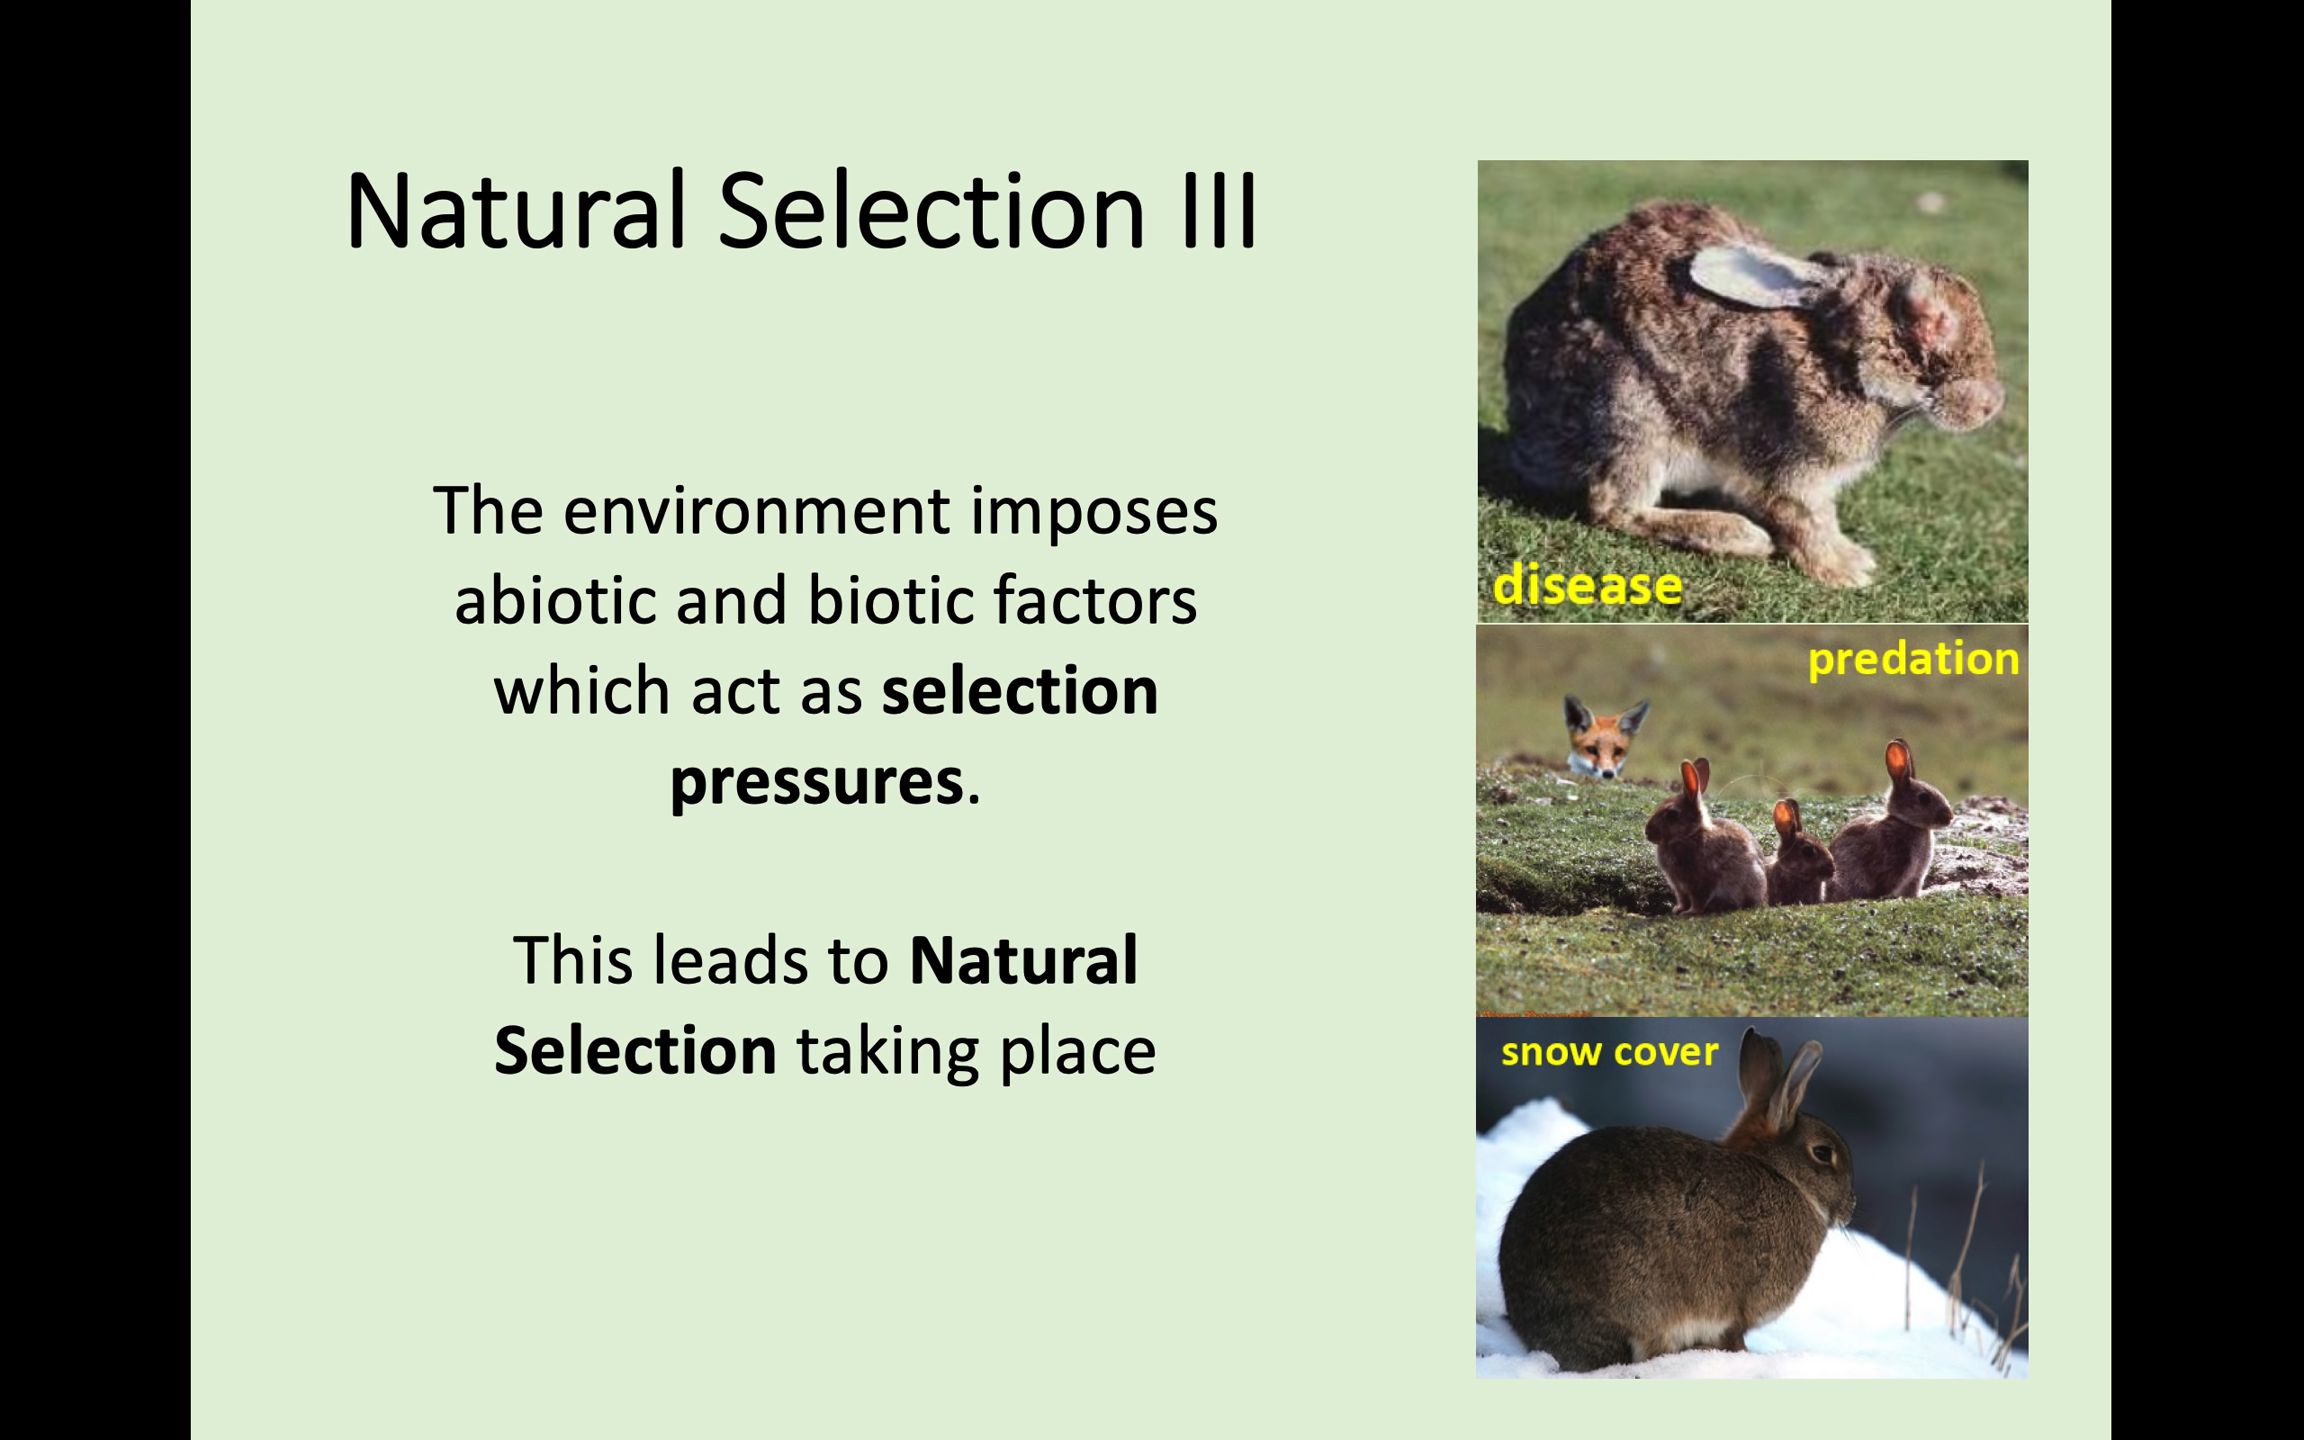 Natural Selection III
The environment imposes
abiotic and biotic factors
which act as selection
pressures.
This leads to Natural
Selection taking place
disease
predation
snow cover